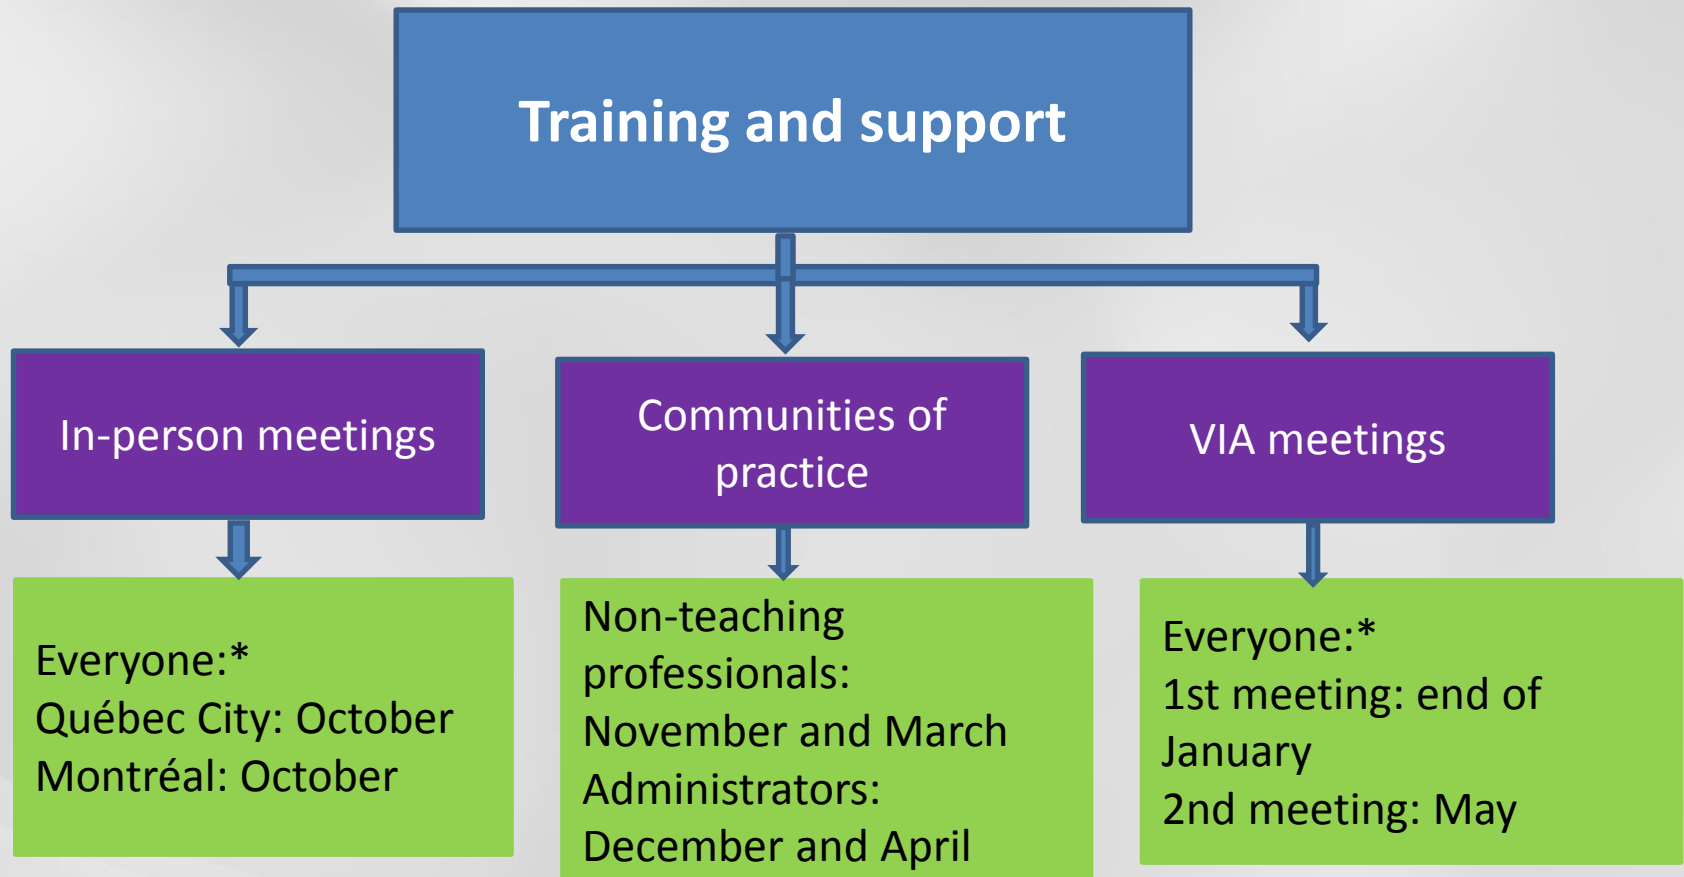 Training and support
In-person meetings
Communities of
practice
VIA meetings
Everyone:*
Québec City: October
Montréal: October
Non-teaching
professionals:
November and March
Administrators:
December and April
Everyone:*
1st meeting: end of
January
2nd meeting: May